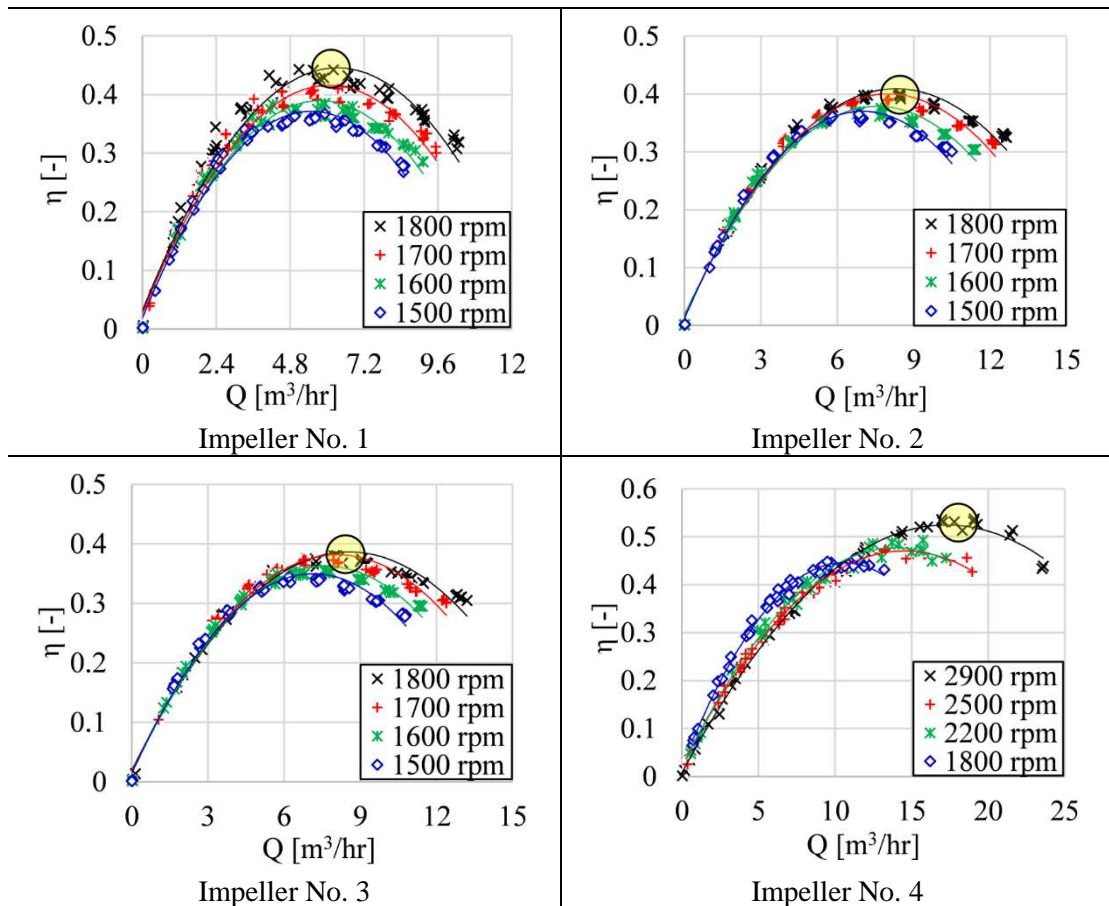 0.5
0.4
0.3
0.2
0.1
0
η [-]
1800 rpm
1700 rpm
1600 rpm
1500 rpm
0 2.4 4.8 7.2 9.6 12
Q [m³/hr]
Impeller No. 1
0.5
0.4
0.3
0.2
0.1
0
η [-]
1800 rpm
1700 rpm
1600 rpm
1500 rpm
0 3 6 9 12 15
Q [m³/hr]
Impeller No. 2
0.5
0.4
0.3
0.2
0.1
0
η [-]
1800 rpm
1700 rpm
1600 rpm
1500 rpm
0 3 6 9 12 15
Q [m³/hr]
Impeller No. 3
0.6
0.5
0.4
0.3
0.2
0.1
0
η [-]
2900 rpm
2500 rpm
2200 rpm
1800 rpm
0 5 10 15 20 25
Q [m³/hr]
Impeller No. 4